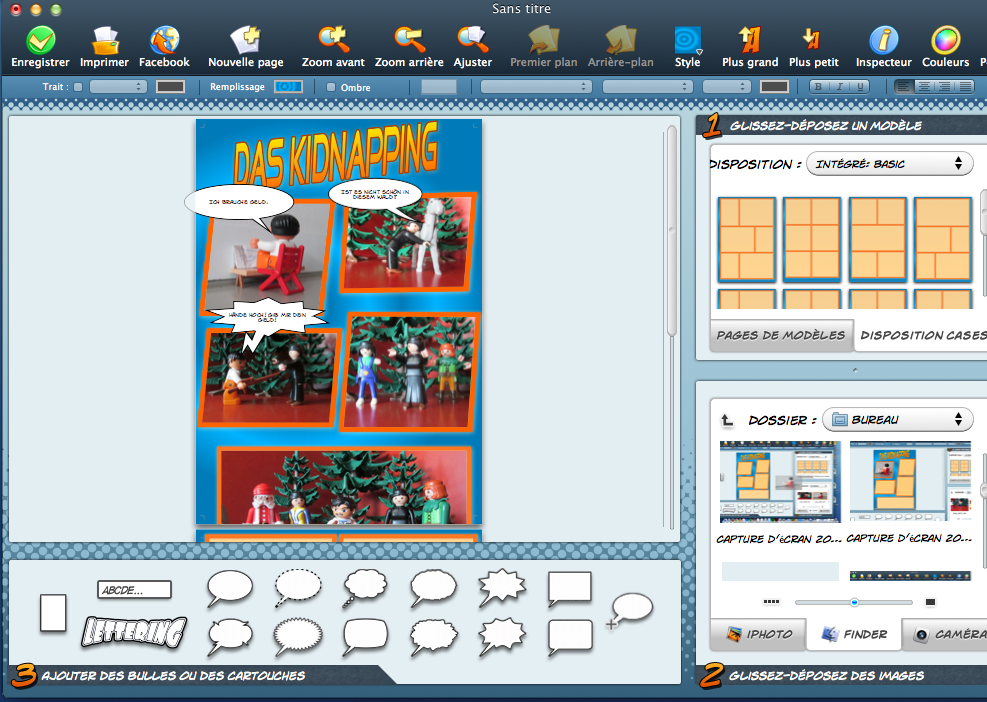 Sans titre
Enregistrer Imprimer Facebook Nouvelle page Zoom avant Zoom arrière Ajuster Premier plan Arrière-plan Style Plus grand Plus petit Inspecteur Couleurs P
Trait : Remplissage Ombre B I U
DAS KIDNAPPING
ICH BRAUCHE GELD.
IST ES NICHT SCHÖN IN
DIESEM WALD?
HÄNDE HOCH! GIB MIR DEIN
GELD!
1 GLISSEZ-DÉPOSEZ UN MODÈLE
DISPOSITION : INTÉGRÉ: BASIC
PAGES DE MODÈLES DISPOSITION CASES
DOSSIER : BUREAU
CAPTURE D'ÉCRAN 20... CAPTURE D'ÉCRAN 20...
IPHOTO FINDER CAMÉRA
2 GLISSEZ-DÉPOSEZ DES IMAGES
ABCDE...
LETTERING
3 AJOUTER DES BULLES OU DES CARTOUCHES